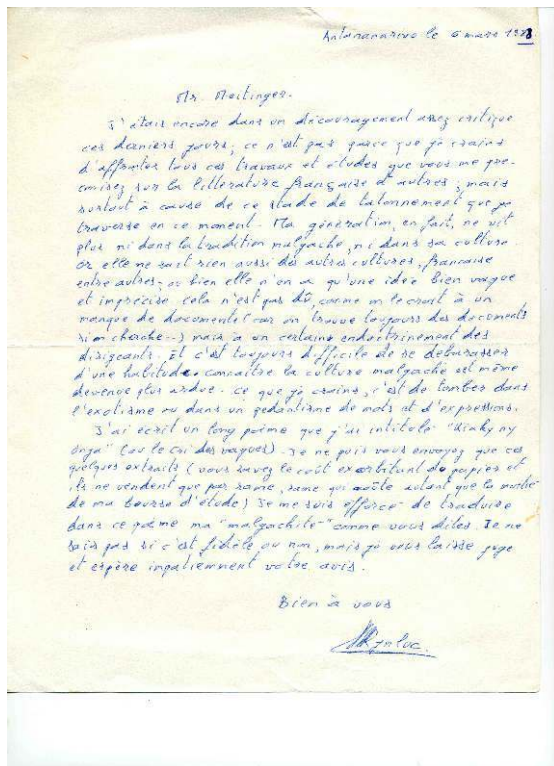 Antananarivo le 6 mars 1978.
Mr. Meitinger.
J'étais encore dans un découragement assez critique
ces derniers jours, ce n'est pas parce que je crains
d'affronter tous ces travaux et études que vous me pro-
misez sur la littérature française et autres, mais
surtout à cause de ce stade de tatonnement que je
traverse en ce moment. Ma génération, en fait, ne vit
plus ni dans la tradition malgache, ni dans sa culture
or elle ne sait rien aussi des autres cultures, française
entre autres, ou bien elle n'en a qu'une idée bien vague
et imprécise cela n'est pas dû, comme on le croit à un
manque de documents (car on trouve toujours des documents
si on cherche...) mais à un certain endoctrinement des
dirigeants. Et c'est toujours difficile de se débarasser
d'une habitude. connaître la culture malgache est même
devenue plus ardue. ce que je crains, c'est de tomber dans
l'exotisme ou dans un pédantisme de mots et d'expressions.
J'ai écrit un long poème que j'ai intitulé "Kiaky ny
onja" (ou le cri des vagues). Je ne puis vous envoyez que ces
quelques extraits (vous savez le coût exorbitant de papier et
ils ne vendent que par rame, rame qui coûte autant que la moitié
de ma bourse d'étude) Je me suis efforcé de traduire
dans ce poème ma "malgachité" comme vous dites. Je ne
sais pas si c'est fidèle ou non, mais je vous laisse juge
et espère impatiemment votre avis.
Bien à vous